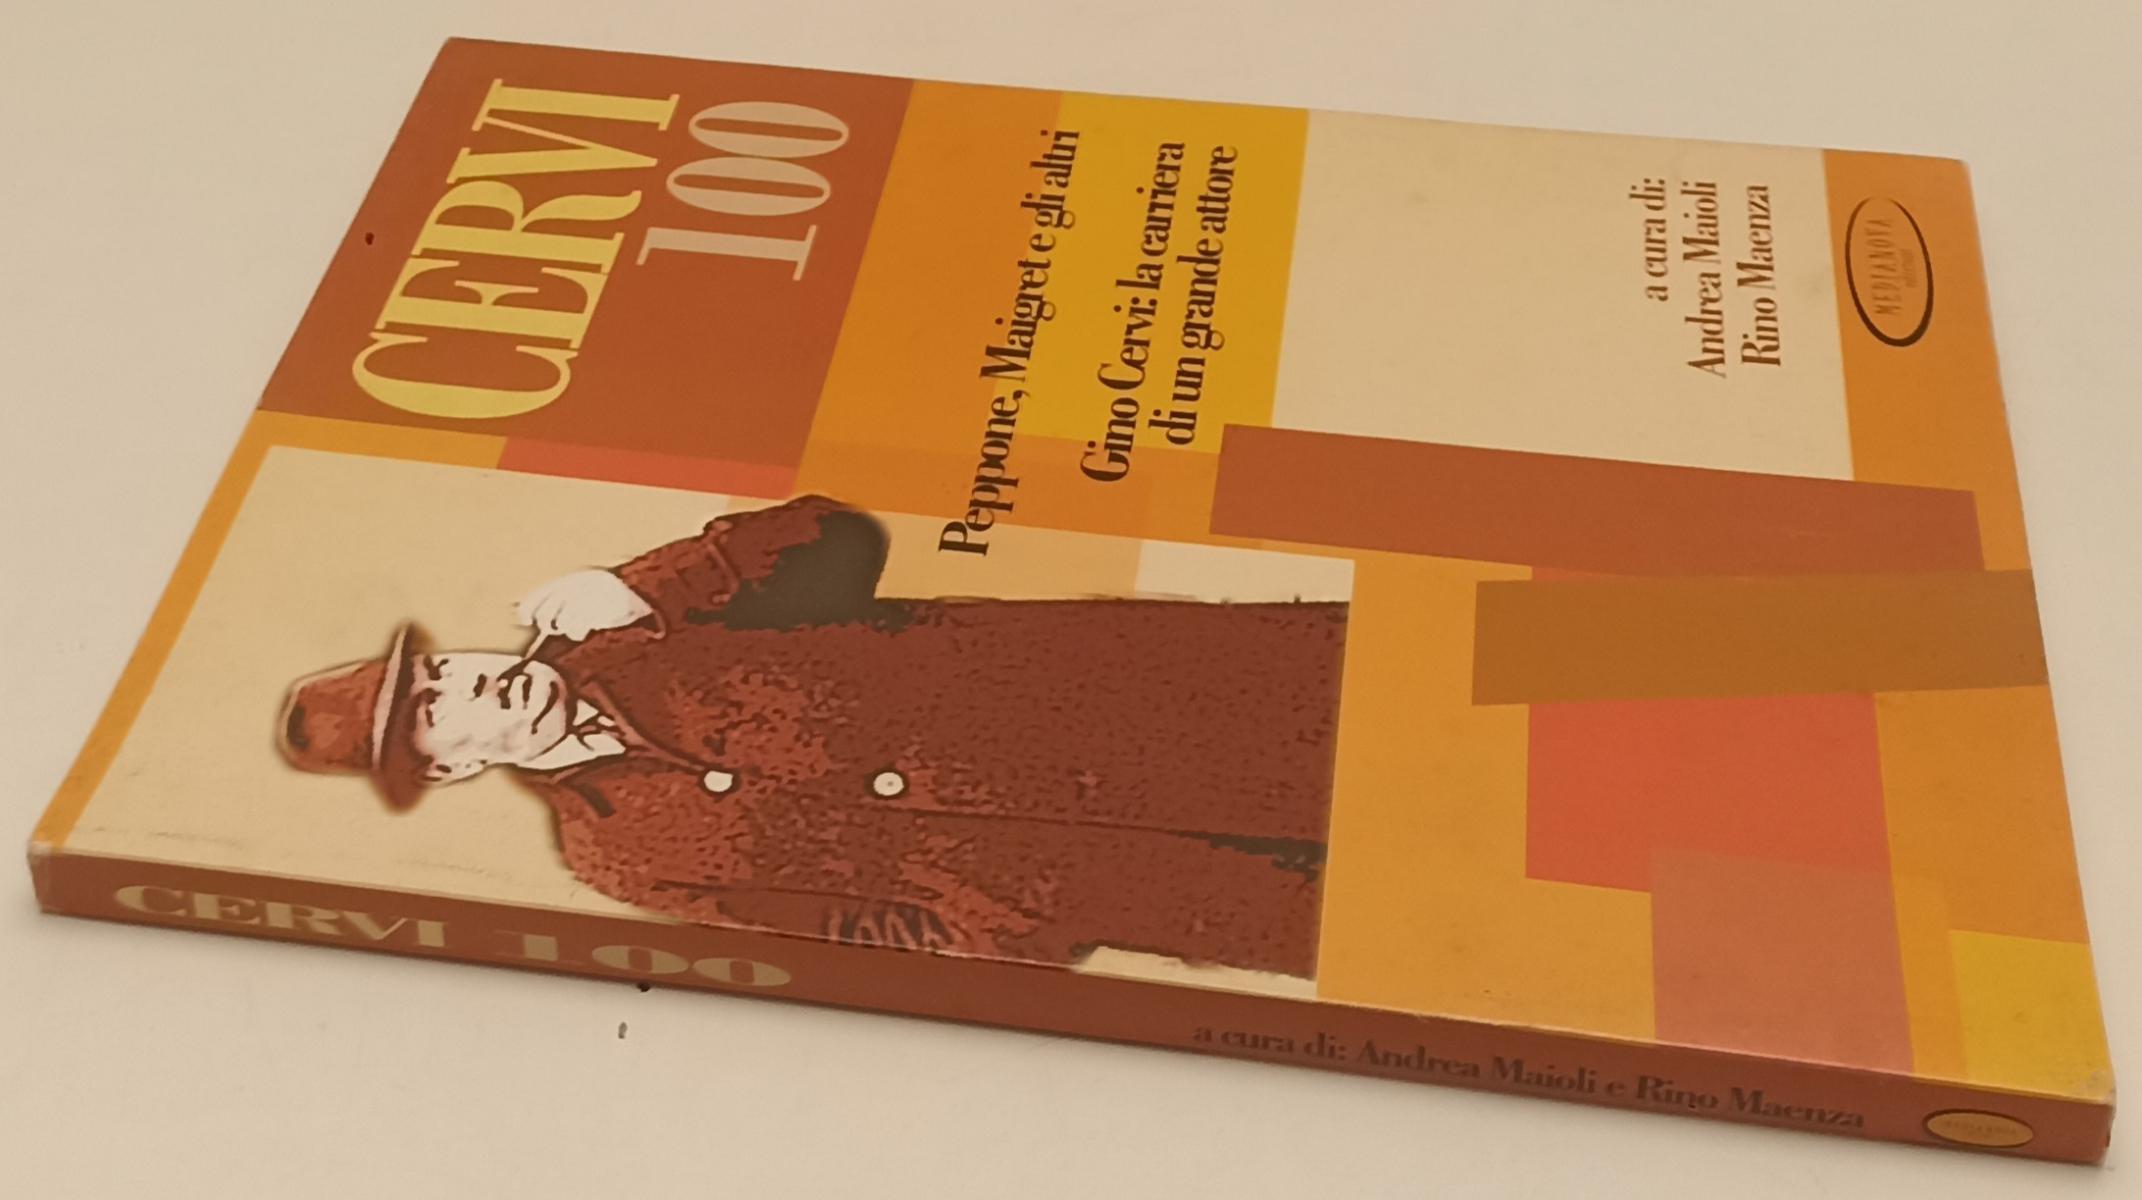 CERVI
100
Peppone, Maigret e gli altri
Gino Cervi: la carriera
di un grande attore
a cura di:
Andrea Maioli
Rino Maenza
MEDIANOVA
CERVI 100
a cura di: Andrea Maioli e Rino Maenza